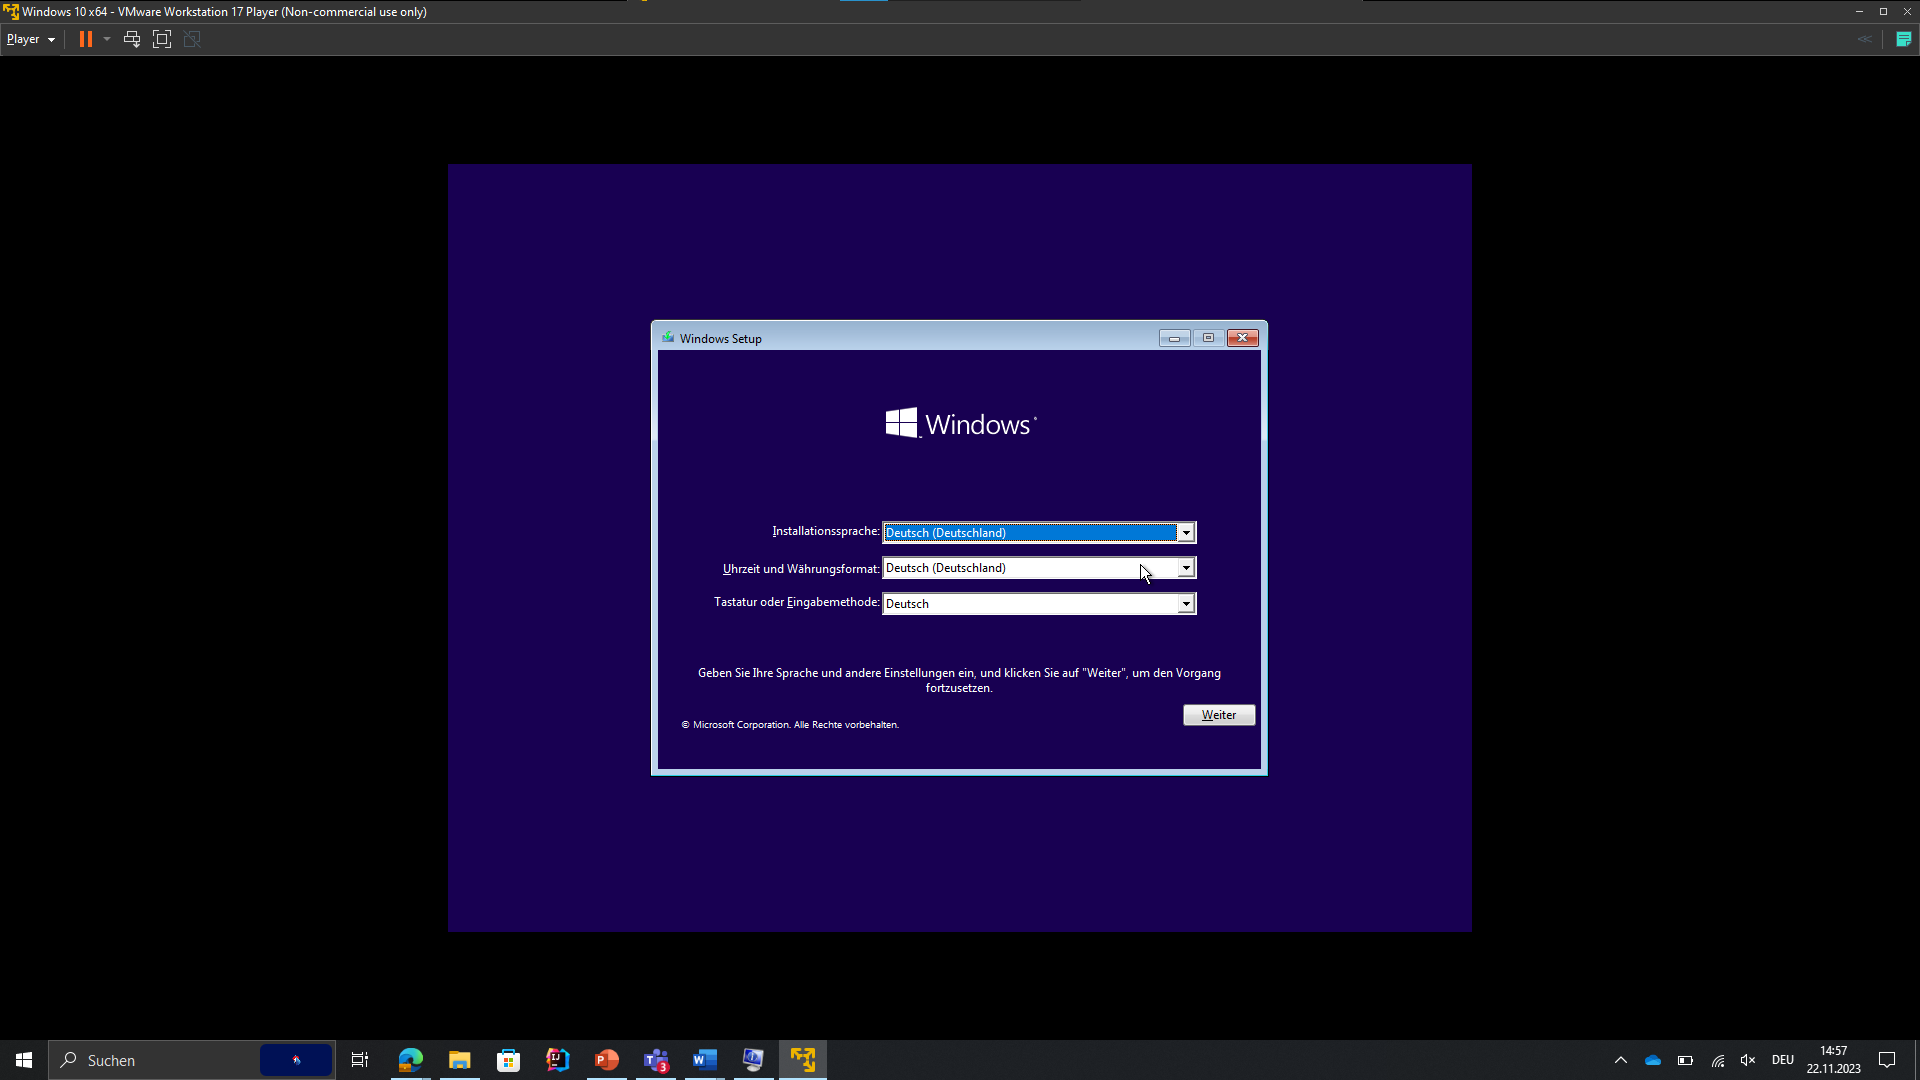 Windows 10 x64 - VMware Workstation 17 Player (Non-commercial use only)
Player
Windows Setup
Windows
Installationssprache: Deutsch (Deutschland)
Uhrzeit und Währungsformat: Deutsch (Deutschland)
Tastatur oder Eingabemethode: Deutsch
Geben Sie Ihre Sprache und andere Einstellungen ein, und klicken Sie auf "Weiter", um den Vorgang
fortzusetzen.
Weiter
© Microsoft Corporation. Alle Rechte vorbehalten.
Suchen
IJ
P
T
3
W
DEU
14:57
22.11.2023